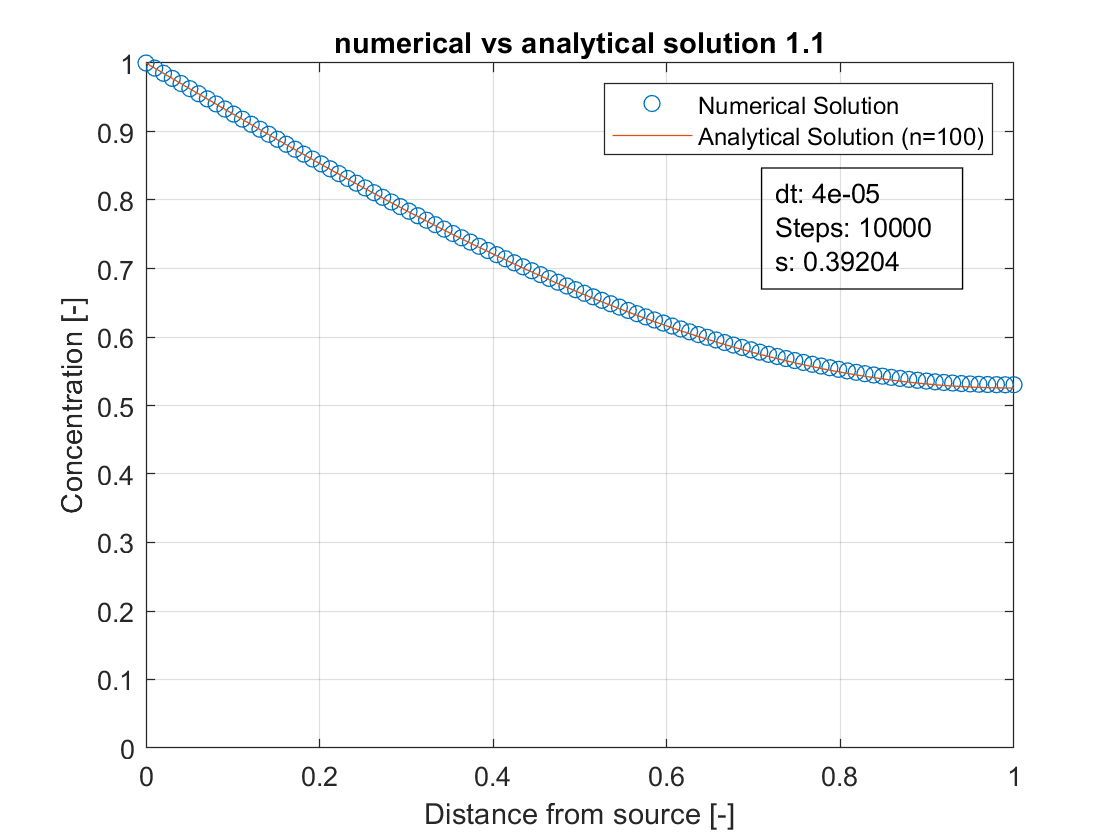 numerical vs analytical solution 1.1
1
0.9
0.8
0.7
0.6
0.5
0.4
0.3
0.2
0.1
0
Concentration [-]
Numerical Solution
Analytical Solution (n=100)
dt: 4e-05
Steps: 10000
s: 0.39204
0 0.2 0.4 0.6 0.8 1
Distance from source [-]